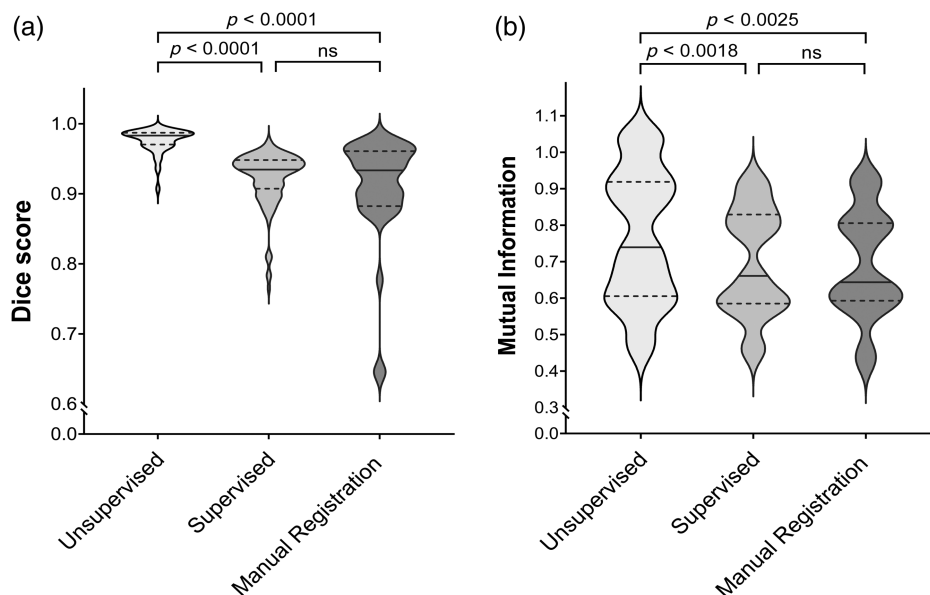 (a)
p < 0.0001
p < 0.0001
ns
Dice score
1.0
0.9
0.8
0.7
0.6
0.0
Unsupervised
Supervised
Manual Registration
(b)
p < 0.0025
p < 0.0018
ns
Mutual Information
1.1
1.0
0.9
0.8
0.7
0.6
0.5
0.4
0.3
0.0
Unsupervised
Supervised
Manual Registration